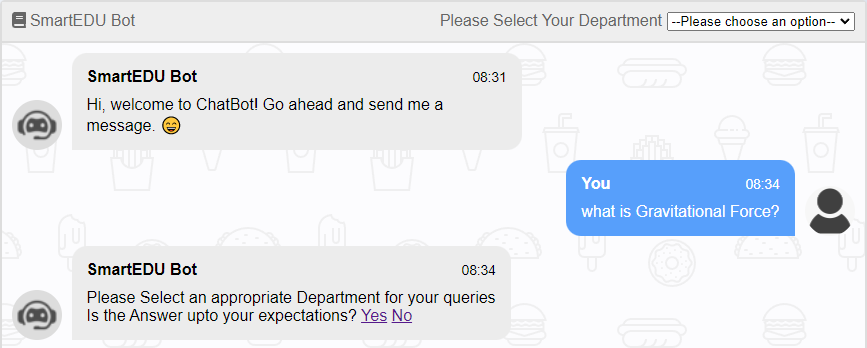 SmartEDU Bot
Please Select Your Department --Please choose an option--
SmartEDU Bot 08:31
Hi, welcome to ChatBot! Go ahead and send me a
message. 😄
You 08:34
what is Gravitational Force?
SmartEDU Bot 08:34
Please Select an appropriate Department for your queries
Is the Answer upto your expectations? Yes No